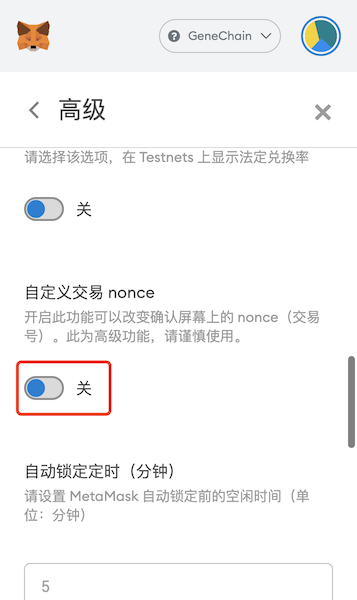 GeneChain
高级
请选择该选项，在 Testnets 上显示法定兑换率
关
自定义交易 nonce
开启此功能可以改变确认屏幕上的 nonce（交易
号）。此为高级功能，请谨慎使用。
关
自动锁定定时（分钟）
请设置 MetaMask 自动锁定前的空闲时间（单
位：分钟）
5